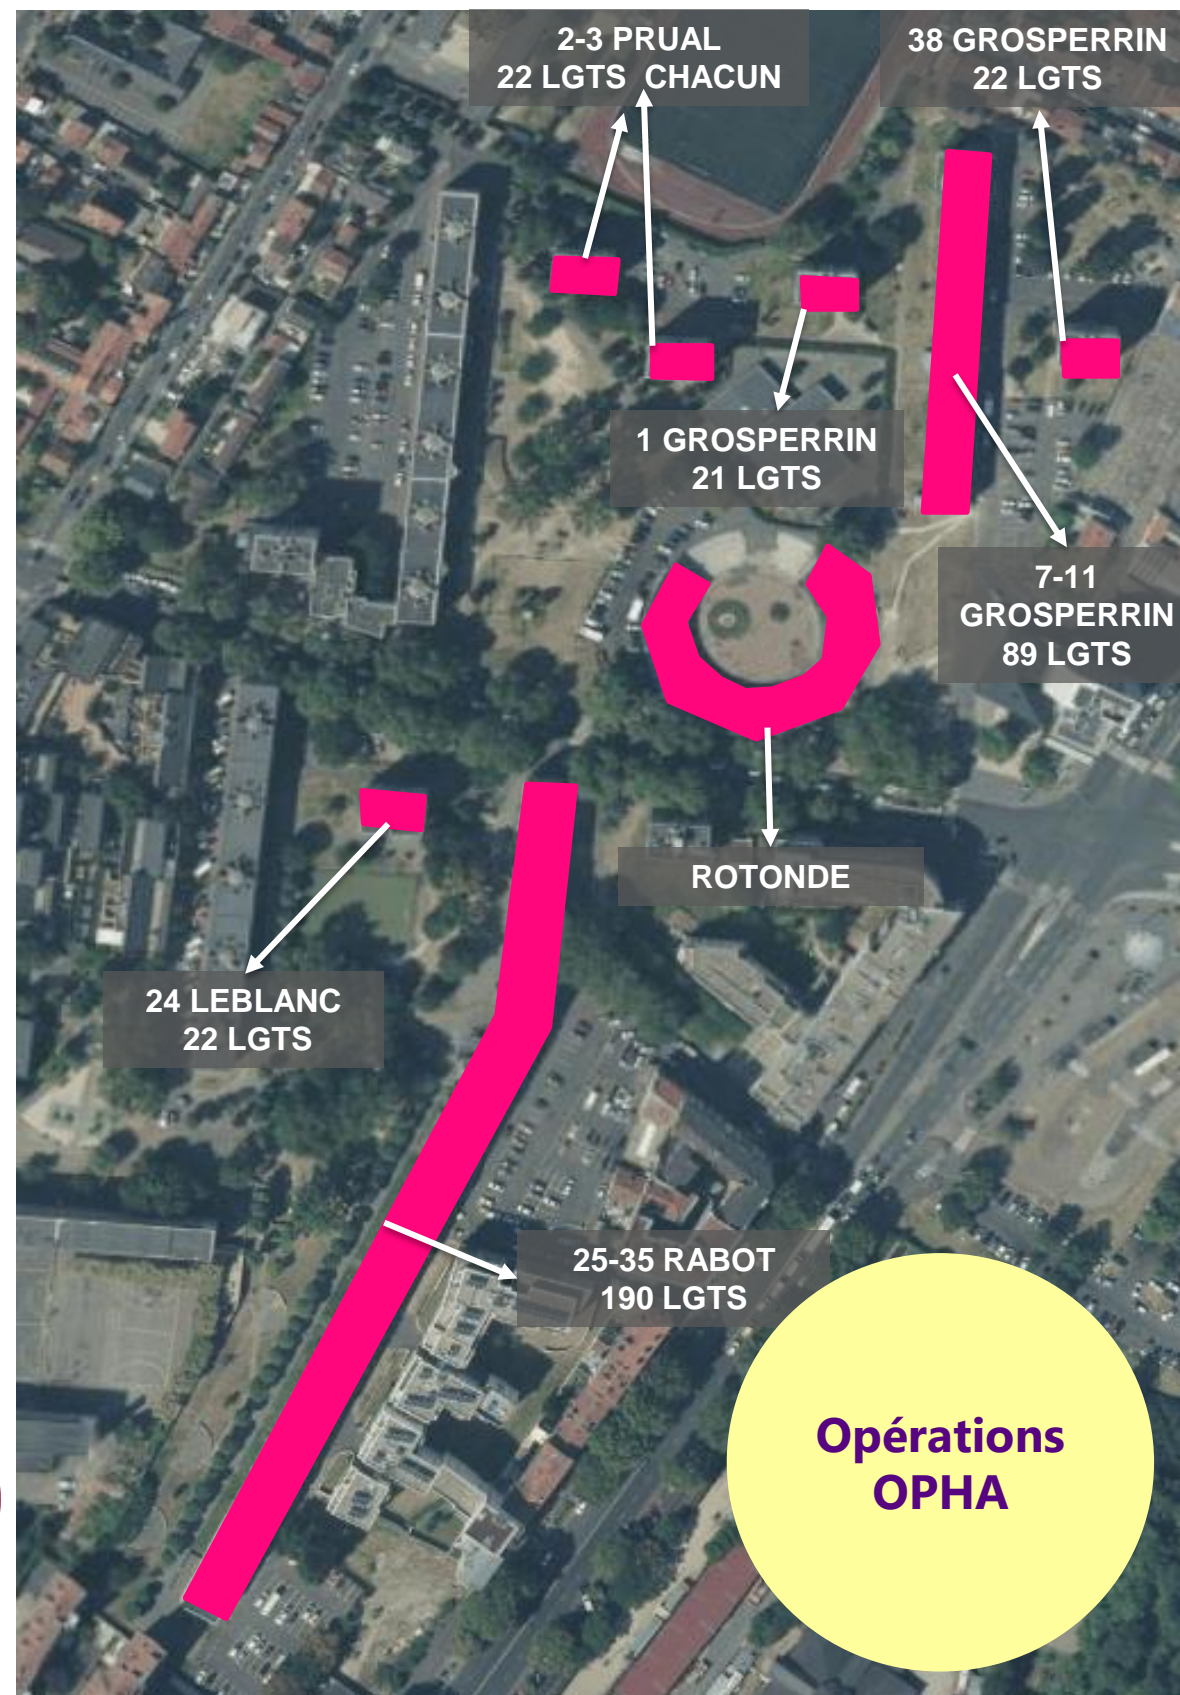 2-3 PRUAL
22 LGTS CHACUN
38 GROSPERRIN
22 LGTS
1 GROSPERRIN
21 LGTS
7-11
GROSPERRIN
89 LGTS
ROTONDE
24 LEBLANC
22 LGTS
25-35 RABOT
190 LGTS
Opérations
OPHA